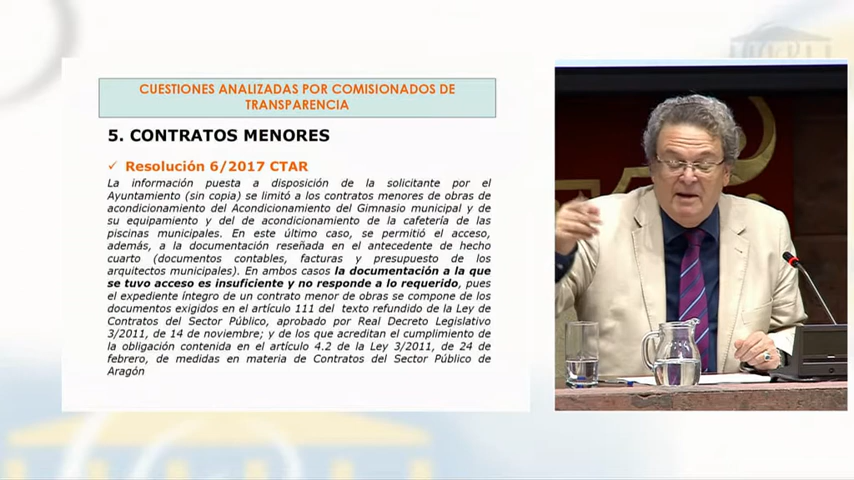 CUESTIONES ANALIZADAS POR COMISIONADOS DE
TRANSPARENCIA
5. CONTRATOS MENORES
✓ Resolución 6/2017 CTAR
La información puesta a disposición de la solicitante por el
Ayuntamiento (sin copia) se limitó a los contratos menores de obras de
acondicionamiento del Acondicionamiento del Gimnasio municipal y de
su equipamiento y del de acondicionamiento de la cafetería de las
piscinas municipales. En este último caso, se permitió el acceso,
además, a la documentación reseñada en el antecedente de hecho
cuarto (documentos contables, facturas y presupuesto de los
arquitectos municipales). En ambos casos la documentación a la que
se tuvo acceso es insuficiente y no responde a lo requerido, pues
el expediente íntegro de un contrato menor de obras se compone de los
documentos exigidos en el artículo 111 del texto refundido de la Ley de
Contratos del Sector Público, aprobado por Real Decreto Legislativo
3/2011, de 14 de noviembre; y de los que acreditan el cumplimiento de
la obligación contenida en el artículo 4.2 de la Ley 3/2011, de 24 de
febrero, de medidas en materia de Contratos del Sector Público de
Aragón